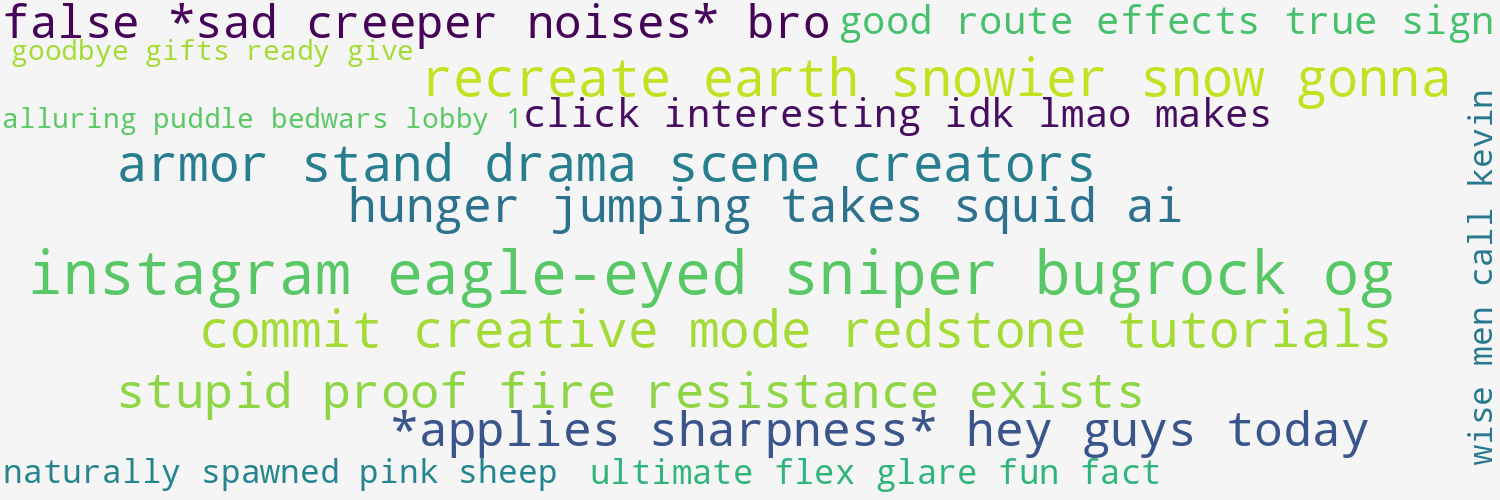 false *sad creeper noises* bro
good route effects true sign
goodbye gifts ready give
recreate earth snowier snow gonna
alluring puddle bedwars lobby 1
click interesting idk lmao makes
armor stand drama scene creators
hunger jumping takes squid ai
instagram eagle-eyed sniper bugrock og
commit creative mode redstone tutorials
stupid proof fire resistance exists
*applies sharpness* hey guys today
naturally spawned pink sheep
ultimate flex glare fun fact
wise men call kevin